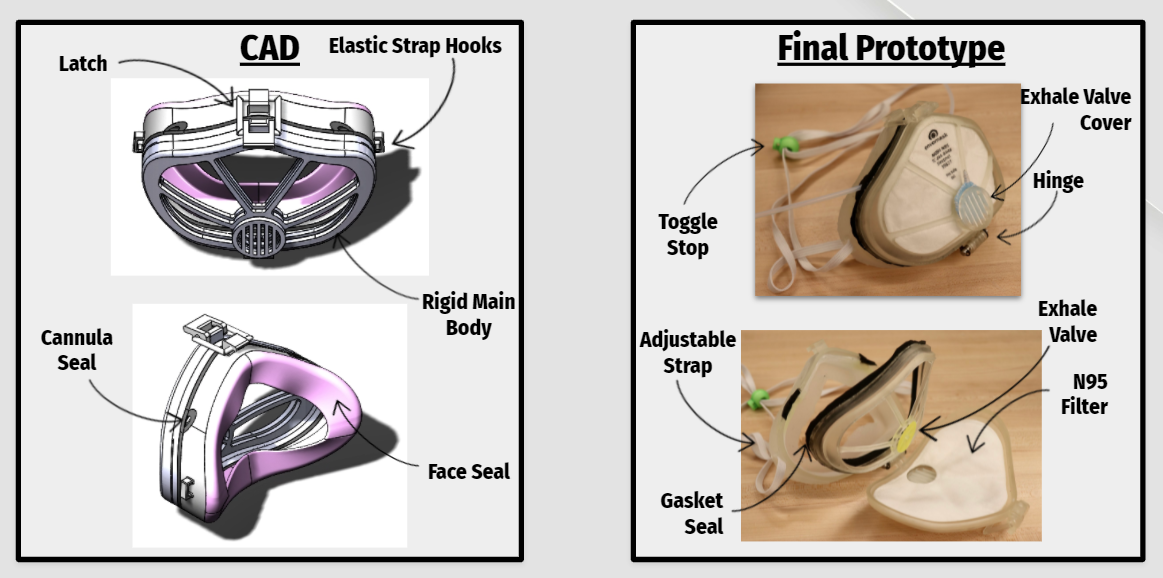 CAD
Latch
Elastic Strap Hooks
Rigid Main
Body
Cannula
Seal
Face Seal
Final Prototype
Exhale Valve
Cover
Hinge
Toggle
Stop
Exhale
Valve
Adjustable
Strap
N95
Filter
Gasket
Seal